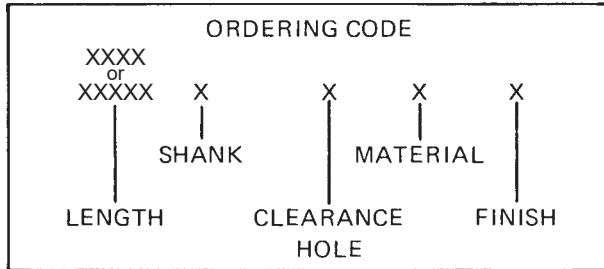 ORDERING CODE
XXXX
or
XXXXX X X X X
SHANK MATERIAL
LENGTH CLEARANCE FINISH
HOLE